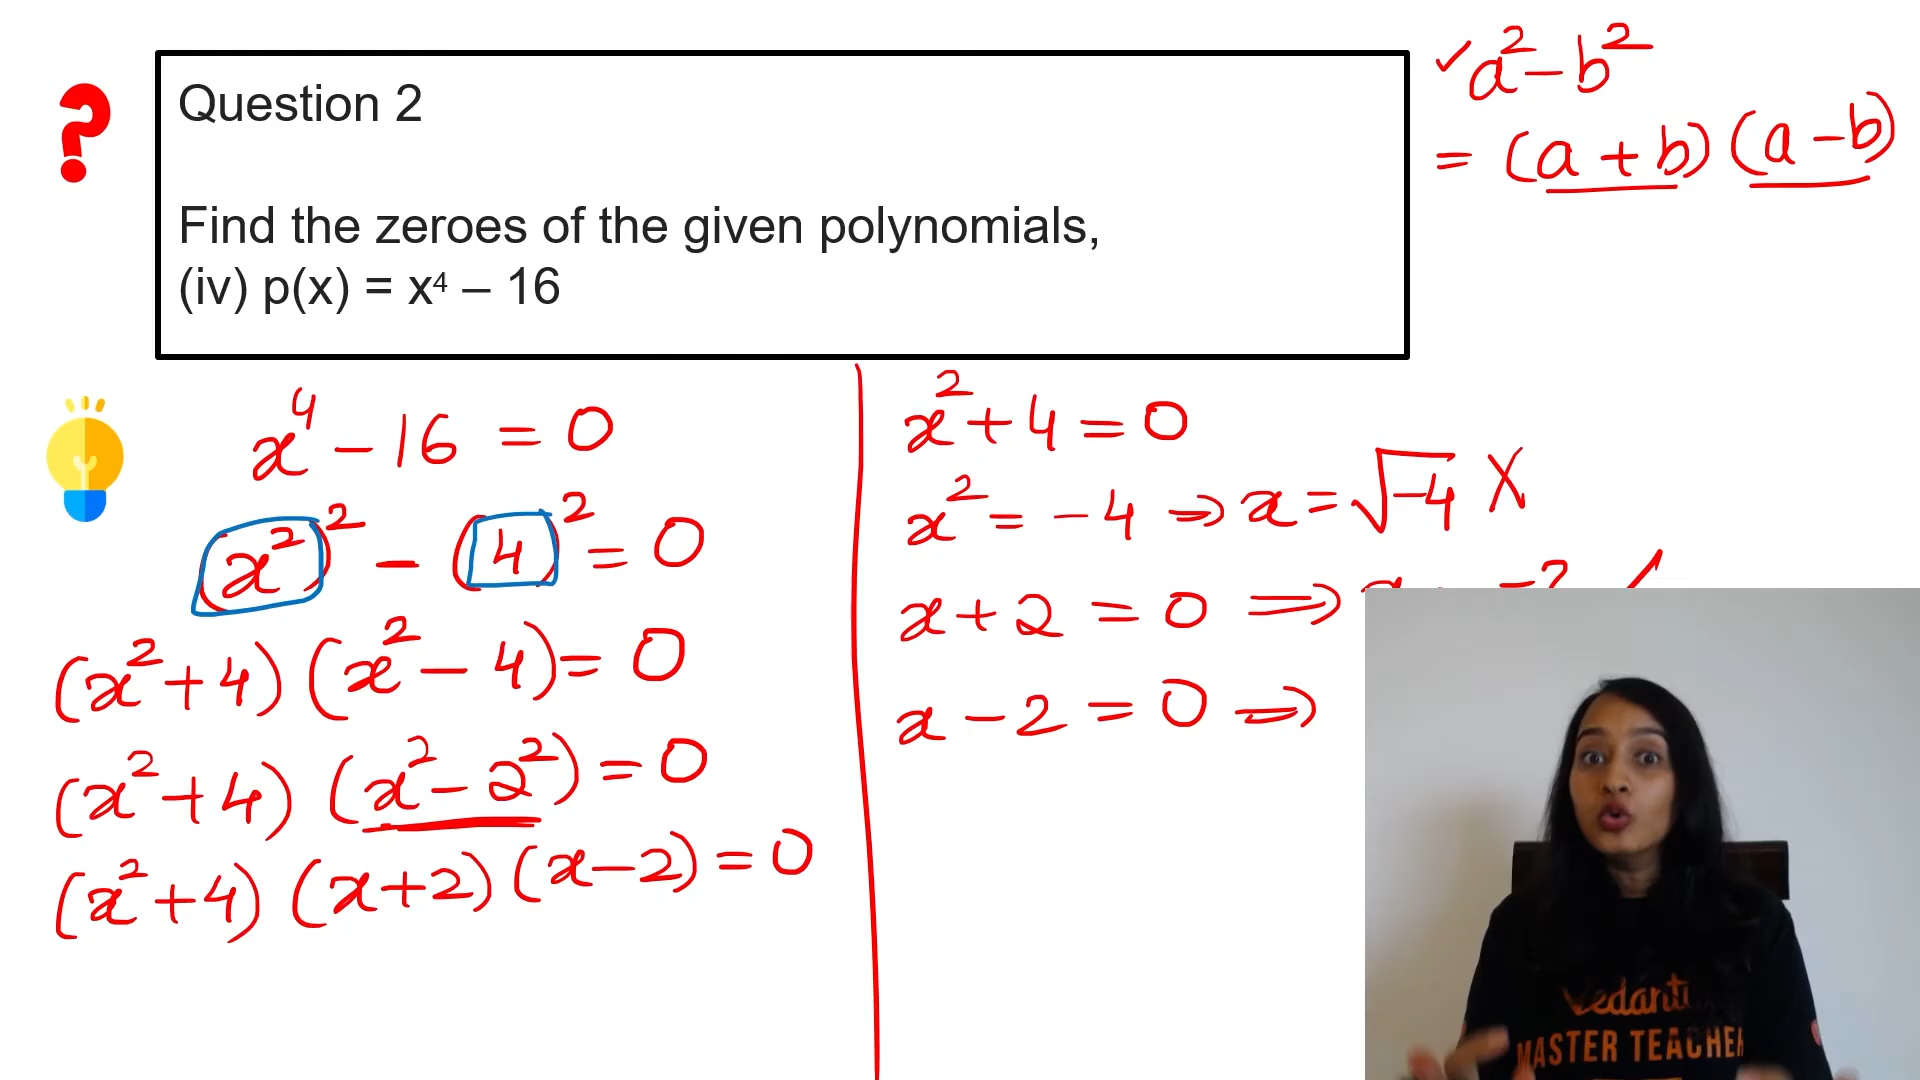 Question 2
Find the zeroes of the given polynomials,
(iv) p(x) = x⁴ – 16
✓ a² – b²
= (a + b) (a – b)
x⁴ – 16 = 0
(x²)² – (4)² = 0
(x² + 4) (x² – 4) = 0
(x² + 4) (x² – 2²) = 0
(x² + 4) (x + 2) (x – 2) = 0
x² + 4 = 0
x² = – 4 ⇒ x = √–4 X
x + 2 = 0 ⇒ –2
x – 2 = 0 ⇒
MASTER TEACHER